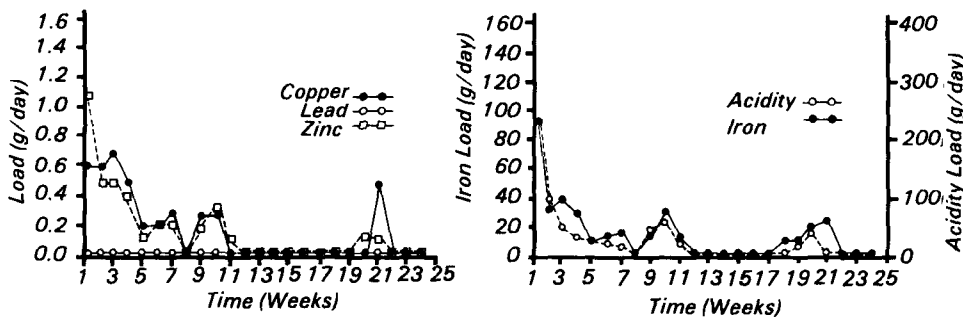 1.6
1.4
1.2
1.0
0.8
0.6
0.4
0.2
0.0
Load (g/day)
Copper
Lead
Zinc
1 3 5 7 9 11 13 15 17 19 21 23 25
Time (Weeks)
160
140
120
100
80
60
40
20
0
Iron Load (g/day)
Acidity
Iron
400
300
200
100
0
Acidity Load (g/day)
1 3 5 7 9 11 13 15 17 19 21 23 25
Time (Weeks)